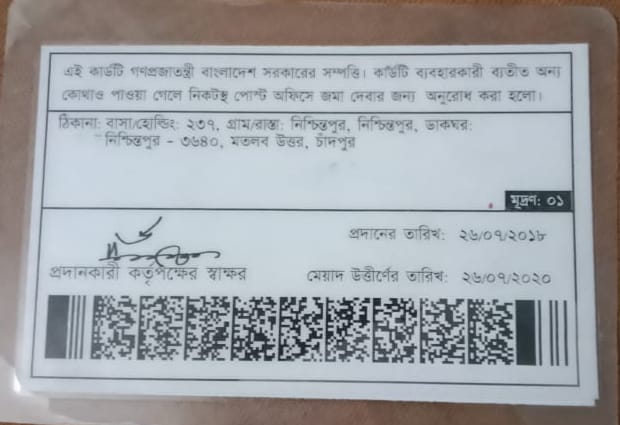 এই কার্ডটি গণপ্রজাতন্ত্রী বাংলাদেশ সরকারের সম্পত্তি। কার্ডটি ব্যবহারকারী ব্যতীত অন্য
কোথাও পাওয়া গেলে নিকটস্থ পোস্ট অফিসে জমা দেবার জন্য অনুরোধ করা হলো।
ঠিকানা: বাসা/হোল্ডিং: ২৩৭, গ্রাম/রাস্তা: নিশ্চিন্তপুর, নিশ্চিন্তপুর, ডাকঘর:
নিশ্চিন্তপুর - ৩৬৪০, মতলব উত্তর, চাঁদপুর
মুদ্রণ: ০১
প্রদানের তারিখ: ২৬/০৭/২০১৮
প্রদানকারী কর্তৃপক্ষের স্বাক্ষর
মেয়াদ উত্তীর্ণের তারিখ: ২৬/০৭/২০২০